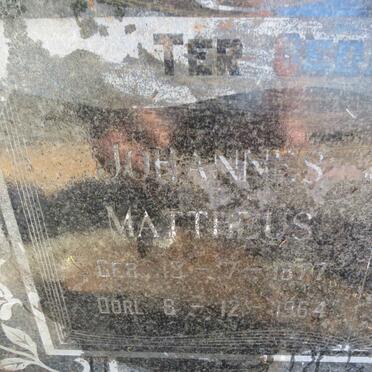 TER
JOHANNES
MATTHEUS
GEB. 13 - 7 - 1877
OORL 8 - 12 - 1964